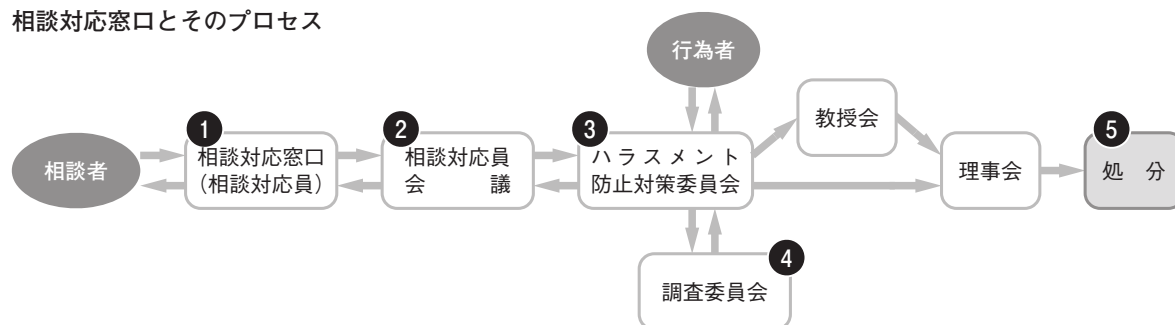 相談対応窓口とそのプロセス
行為者
教授会
相談者
1
相談対応窓口
(相談対応員)
2
相談対応員
会議
3
ハラスメント
防止対策委員会
理事会
5
処分
4
調査委員会